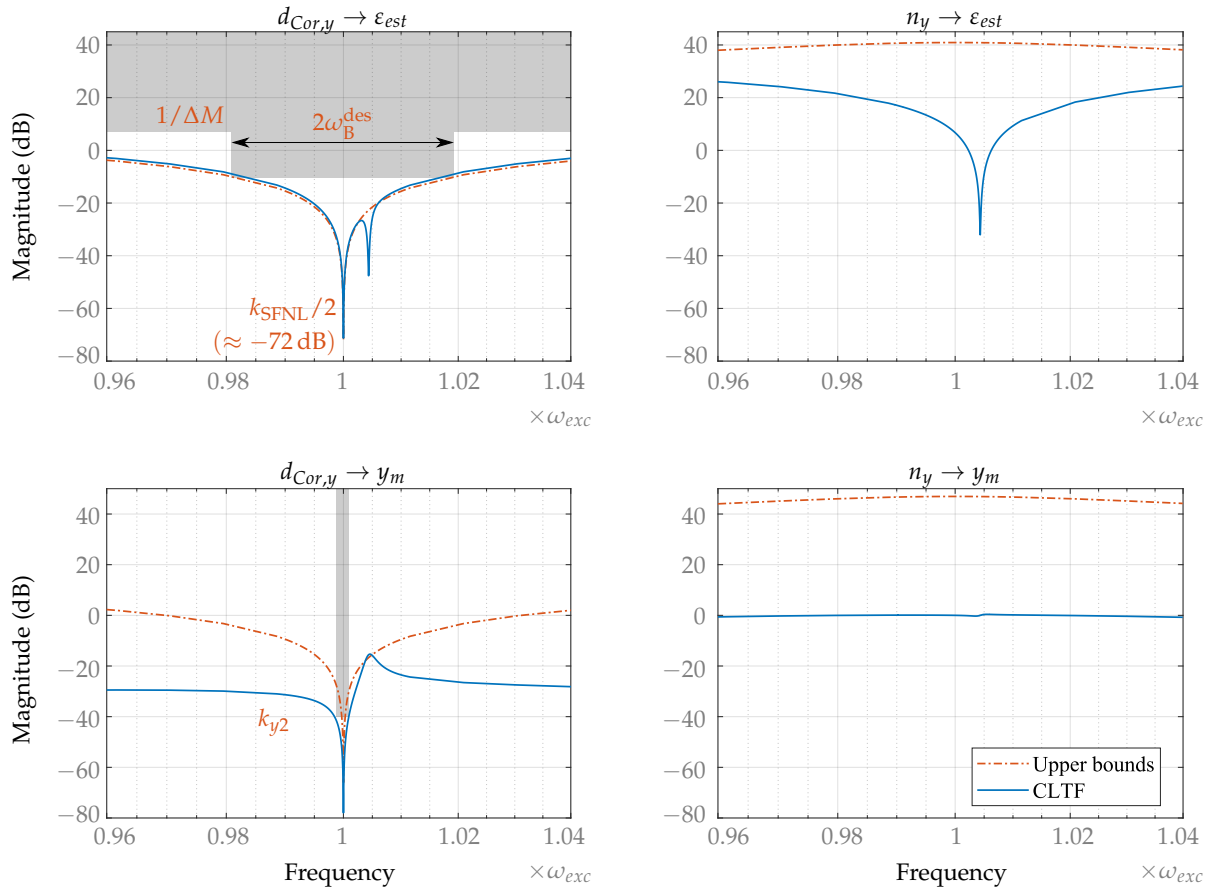 d_{Cor,y} → ε_{est}
Magnitude (dB)
40
20
0
−20
−40
−60
−80
1/ΔM
2ω_B^{des}
k_{SFNL}/2
(≈ −72 dB)
0.96 0.98 1 1.02 1.04
×ω_{exc}
n_y → ε_{est}
40
20
0
−20
−40
−60
−80
0.96 0.98 1 1.02 1.04
×ω_{exc}
d_{Cor,y} → y_m
Magnitude (dB)
40
20
0
−20
−40
−60
−80
k_{y2}
0.96 0.98 1 1.02 1.04
Frequency
×ω_{exc}
n_y → y_m
40
20
0
−20
−40
−60
−80
Upper bounds
CLTF
0.96 0.98 1 1.02 1.04
Frequency
×ω_{exc}